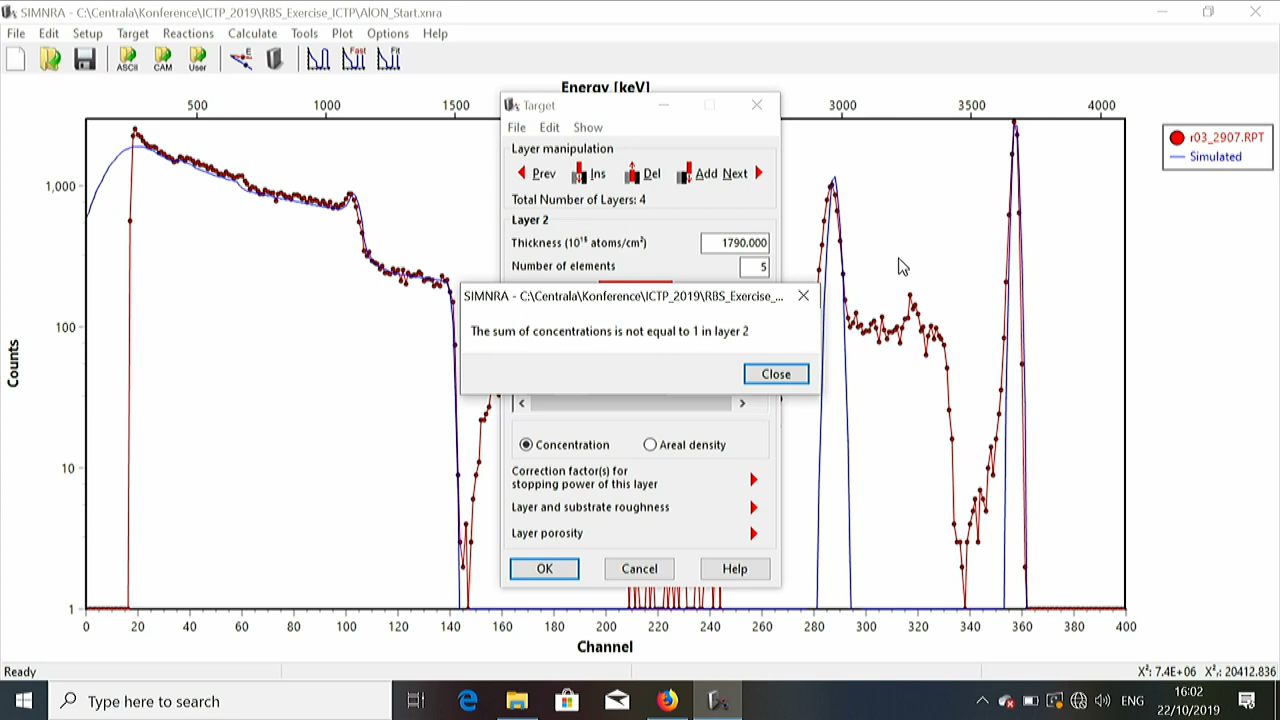 SIMNRA - C:\Centrala\Konference\ICTP_2019\RBS_Exercise_ICTP\AlON_Start.xnra
File Edit Setup Target Reactions Calculate Tools Plot Options Help
ASCII CAM User E Fast Fit
Energy [keV]
500 1000 1500 3000 3500 4000
Target
File Edit Show
Layer manipulation
Prev Ins Del Add Next
Total Number of Layers: 4
Layer 2
Thickness (10¹⁵ atoms/cm²) 1790.000
Number of elements 5
SIMNRA - C:\Centrala\Konference\ICTP_2019\RBS_Exercise_...
The sum of concentrations is not equal to 1 in layer 2
Close
Concentration Areal density
Correction factor(s) for
stopping power of this layer
Layer and substrate roughness
Layer porosity
OK Cancel Help
r03_2907.RPT
Simulated
Counts
1,000
100
10
1
0 20 40 60 80 100 120 140 160 180 200 220 240 260 280 300 320 340 360 380 400
Channel
Ready X²: 7.4E+06 X²ᵣ: 20412.836
Type here to search
ENG
16:02
22/10/2019